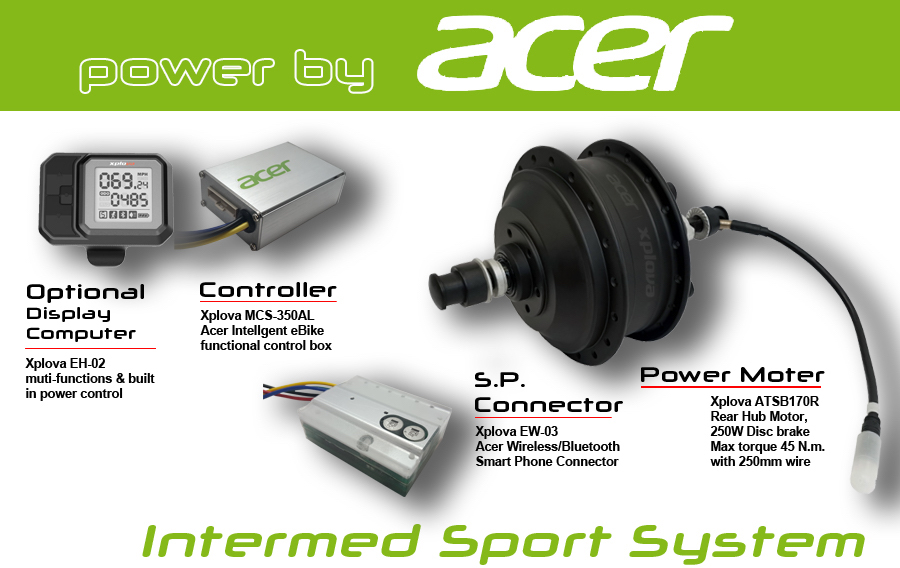 power by acer
xplo
MPH
069.24
ODO
0485
acer
acer xplova
Optional
Display
Computer
Xplova EH-02
muti-functions & built
in power control
Controller
Xplova MCS-350AL
Acer Intellgent eBike
functional control box
S.P.
Connector
Xplova EW-03
Acer Wireless/Bluetooth
Smart Phone Connector
Power Moter
Xplova ATSB170R
Rear Hub Motor,
250W Disc brake
Max torque 45 N.m.
with 250mm wire
Intermed Sport System